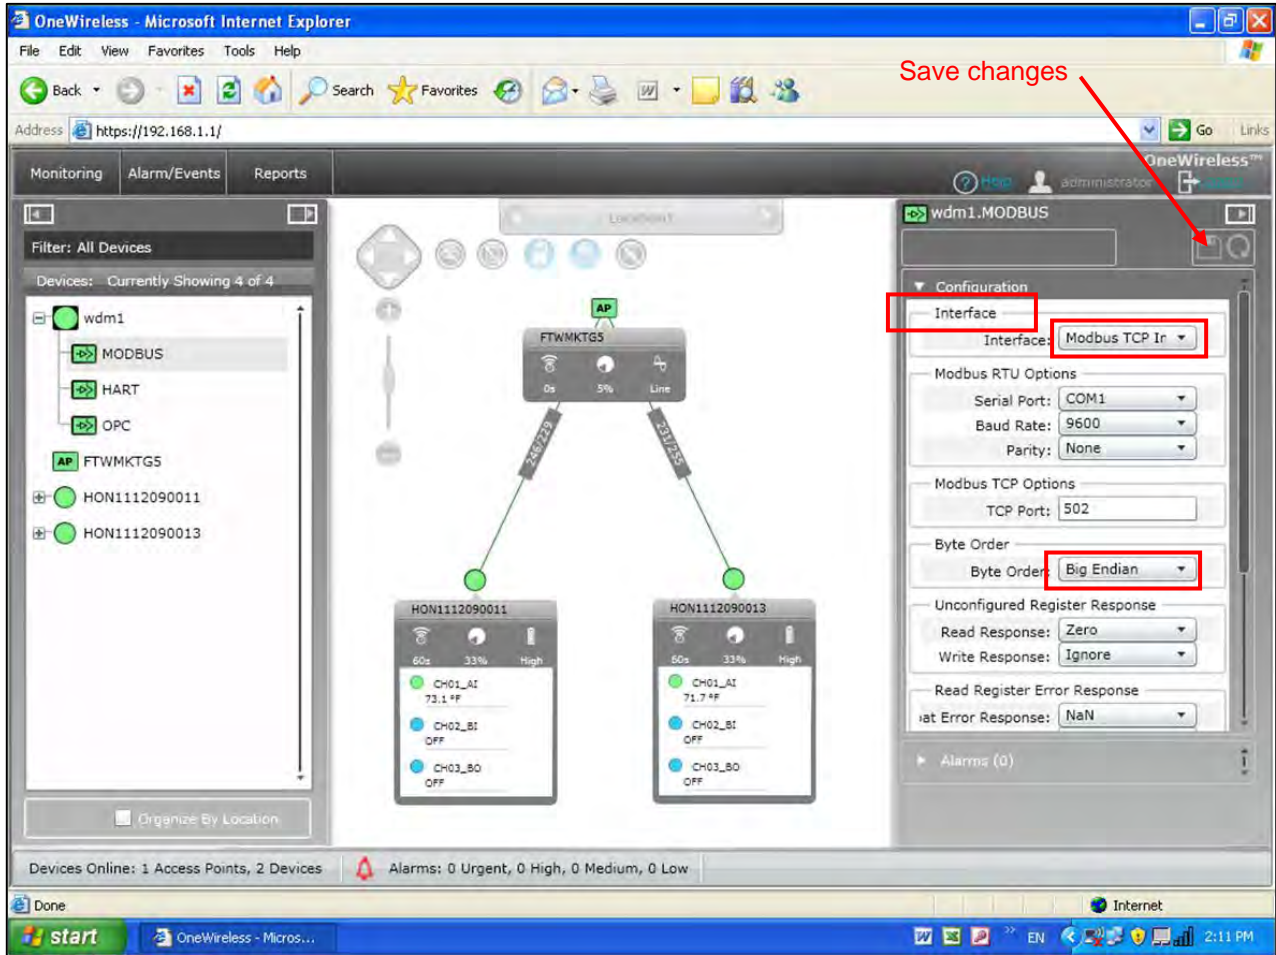 OneWireless - Microsoft Internet Explorer
File Edit View Favorites Tools Help
Save changes
Back Search Favorites
Address https://192.168.1.1/ Go Links
OneWireless™
Monitoring Alarm/Events Reports
Help administrator
Location1
wdm1.MODBUS
Filter: All Devices
Devices: Currently Showing 4 of 4
wdm1
MODBUS
HART
OPC
AP FTWMKTG5
HON1112090011
HON1112090013
Organize By Location
AP
FTWMKTG5
0s 5% Line
246/229
231/255
HON1112090011
60s 33% High
CH01_AI
73.1 °F
CH02_BI
OFF
CH03_BO
OFF
HON1112090013
60s 33% High
CH01_AI
71.7 °F
CH02_BI
OFF
CH03_BO
OFF
Configuration
Interface
Interface: Modbus TCP Ir
Modbus RTU Options
Serial Port: COM1
Baud Rate: 9600
Parity: None
Modbus TCP Options
TCP Port: 502
Byte Order
Byte Order: Big Endian
Unconfigured Register Response
Read Response: Zero
Write Response: Ignore
Read Register Error Response
at Error Response: NaN
Alarms (0)
Devices Online: 1 Access Points, 2 Devices
Alarms: 0 Urgent, 0 High, 0 Medium, 0 Low
Done
Internet
start
OneWireless - Micros...
EN
2:11 PM